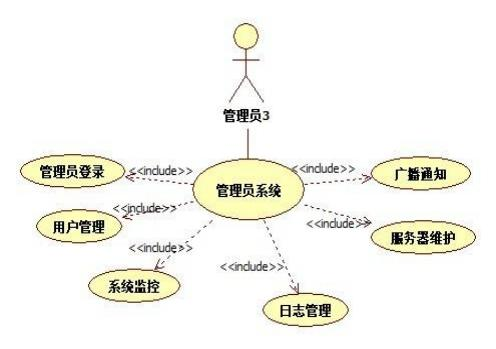 管理员3
管理员登录
<<include>>
<<include>>
广播通知
管理员系统
用户管理
<<include>>
<<include>>
服务器维护
<<include>>
<<include>>
系统监控
日志管理